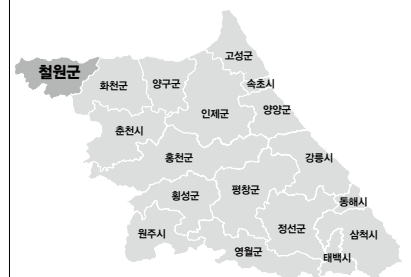 고성군
철원군
속초시
화천군
양구군
인제군
양양군
춘천시
홍천군
강릉시
횡성군
평창군
동해시
정선군
원주시
삼척시
영월군
태백시